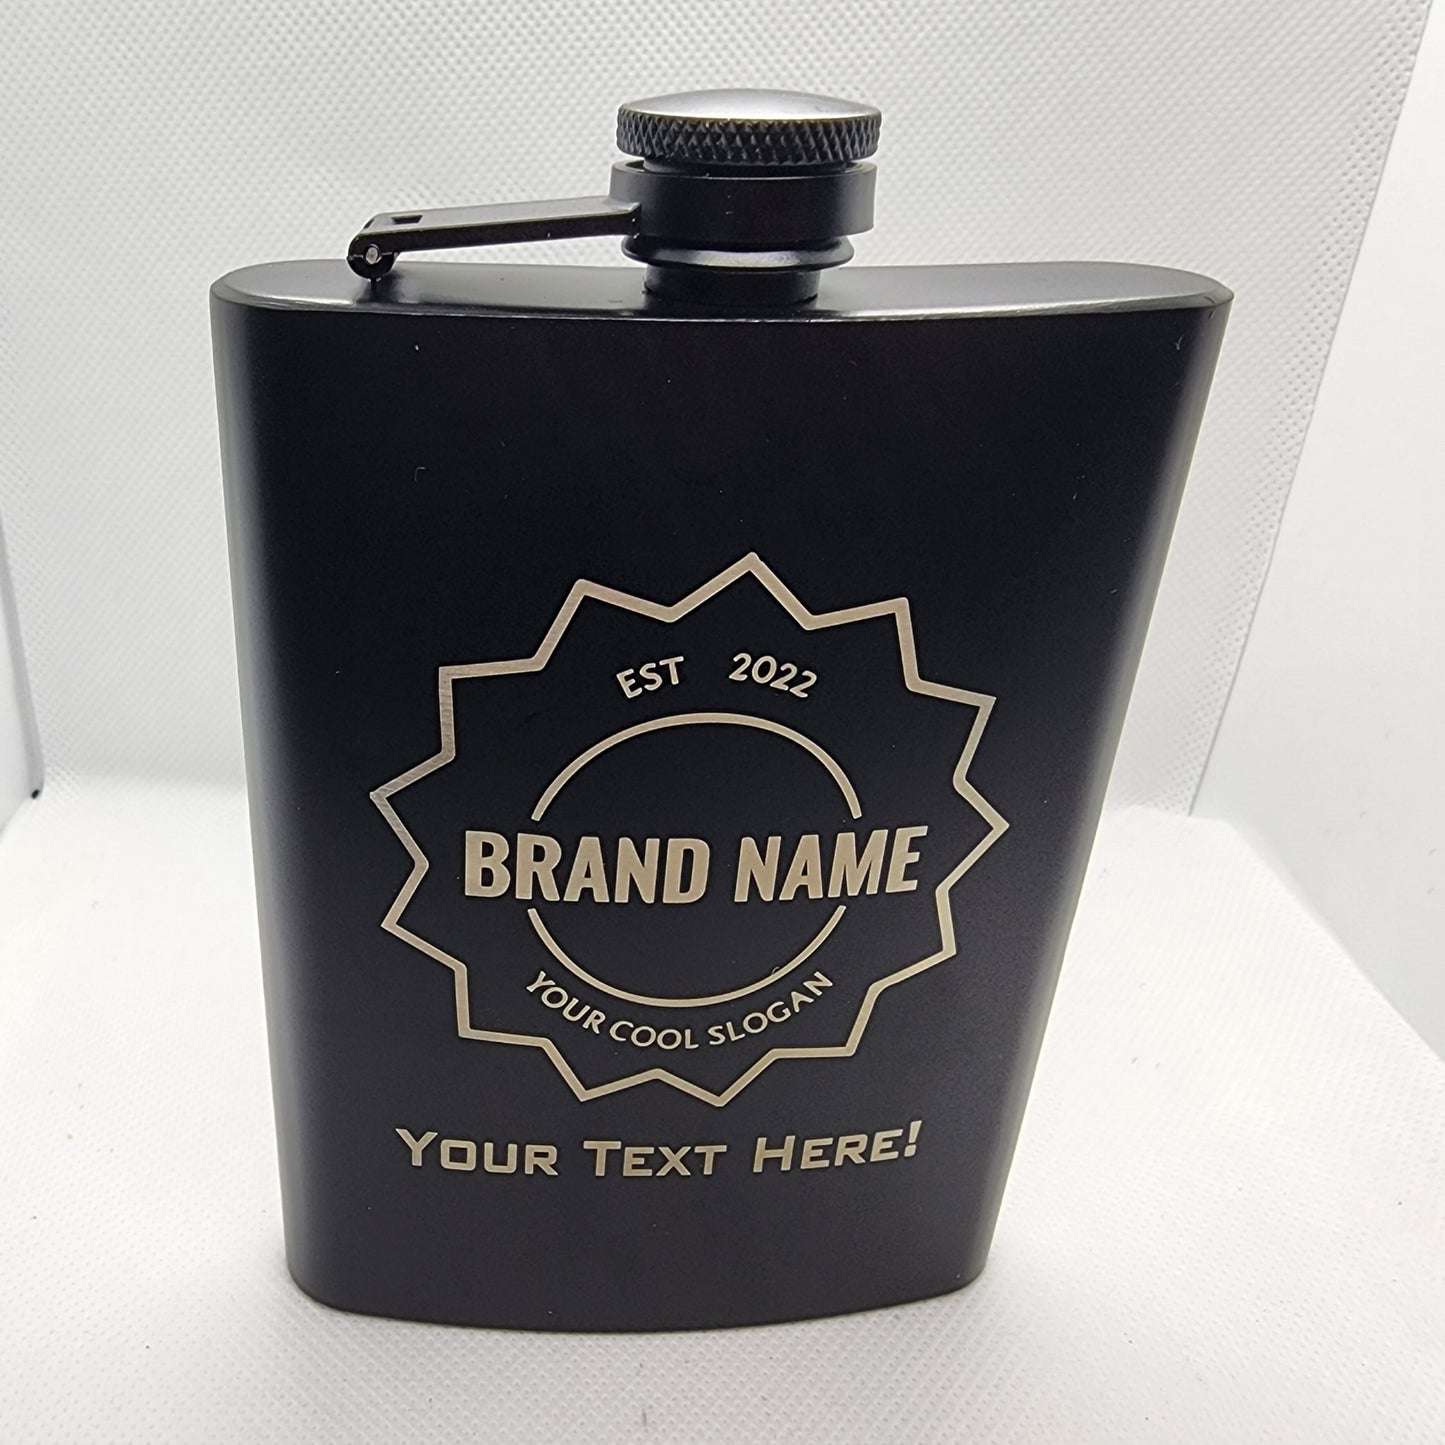 EST 2022
BRAND NAME
YOUR COOL SLOGAN
YOUR TEXT HERE!